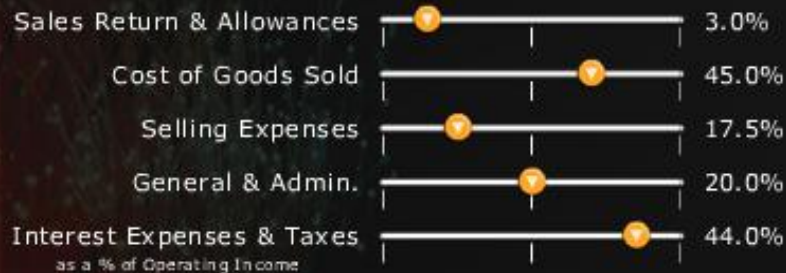 Sales Return & Allowances 3.0%
Cost of Goods Sold 45.0%
Selling Expenses 17.5%
General & Admin. 20.0%
Interest Expenses & Taxes 44.0%
as a % of Operating Income